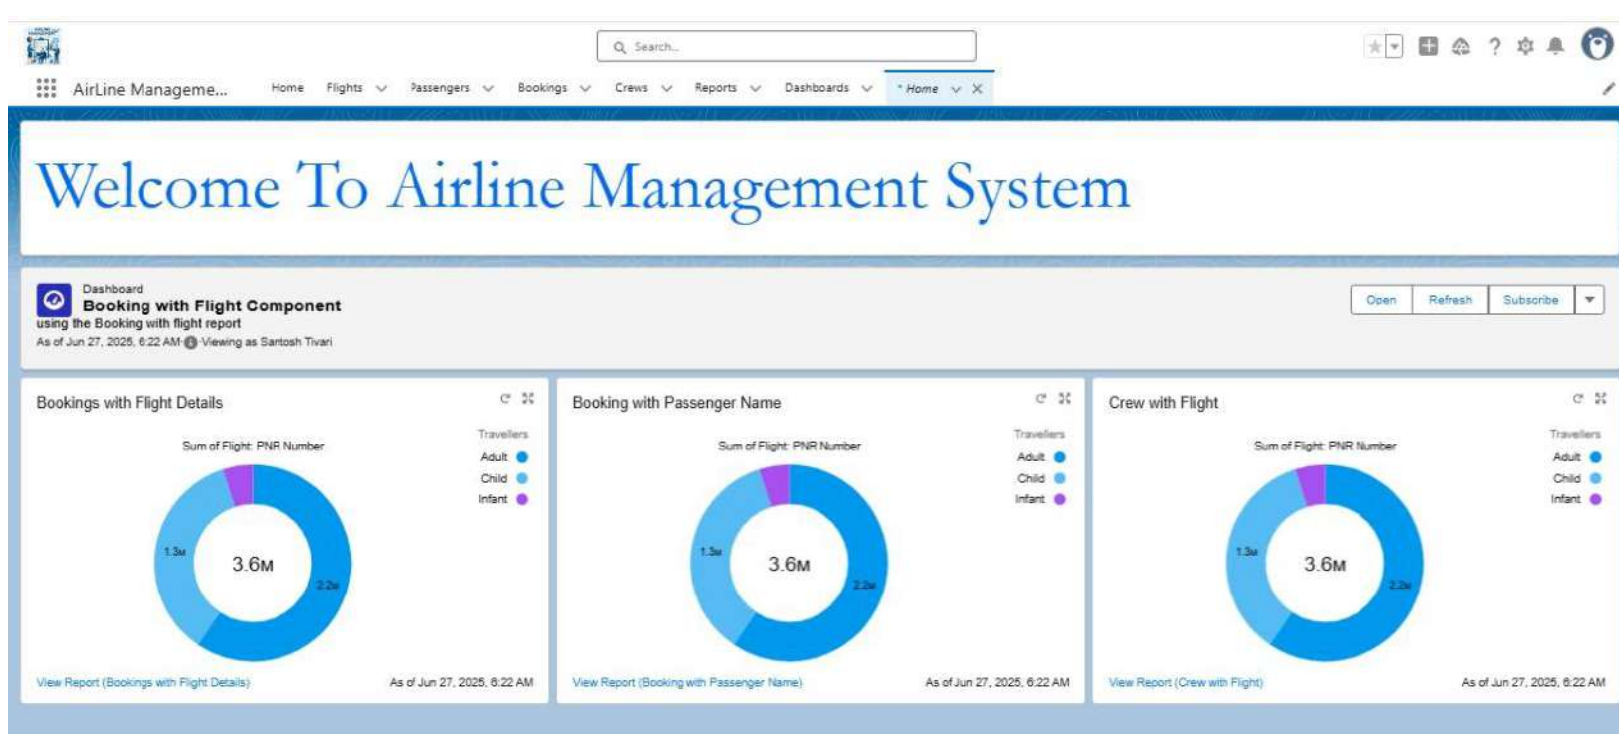 Search...
AirLine Manageme...
Home Flights Passengers Bookings Crews Reports Dashboards * Home
Welcome To Airline Management System
Dashboard
Booking with Flight Component
using the Booking with flight report
As of Jun 27, 2025, 6:22 AM Viewing as Santosh Tivari
Open Refresh Subscribe
Bookings with Flight Details
Sum of Flight: PNR Number
Travellers
Adult
Child
Infant
1.3M
3.6M
2.2M
View Report (Bookings with Flight Details)
As of Jun 27, 2025, 6:22 AM
Booking with Passenger Name
Sum of Flight: PNR Number
Travellers
Adult
Child
Infant
1.3M
3.6M
2.2M
View Report (Booking with Passenger Name)
As of Jun 27, 2025, 6:22 AM
Crew with Flight
Sum of Flight: PNR Number
Travellers
Adult
Child
Infant
1.3M
3.6M
2.2M
View Report (Crew with Flight)
As of Jun 27, 2025, 6:22 AM